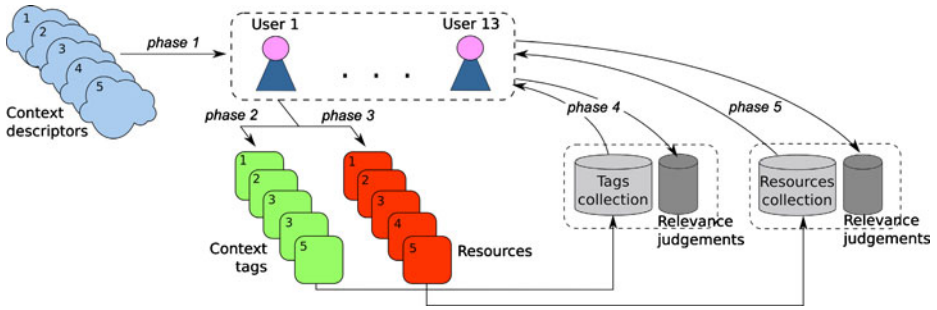 User 1
User 13
1
2
3
4
5
phase 1
. . .
Context
descriptors
phase 2
phase 3
phase 4
phase 5
1
2
3
3
5
Context
tags
1
2
3
4
5
Resources
Tags
collection
Relevance
judgements
Resources
collection
Relevance
judgements